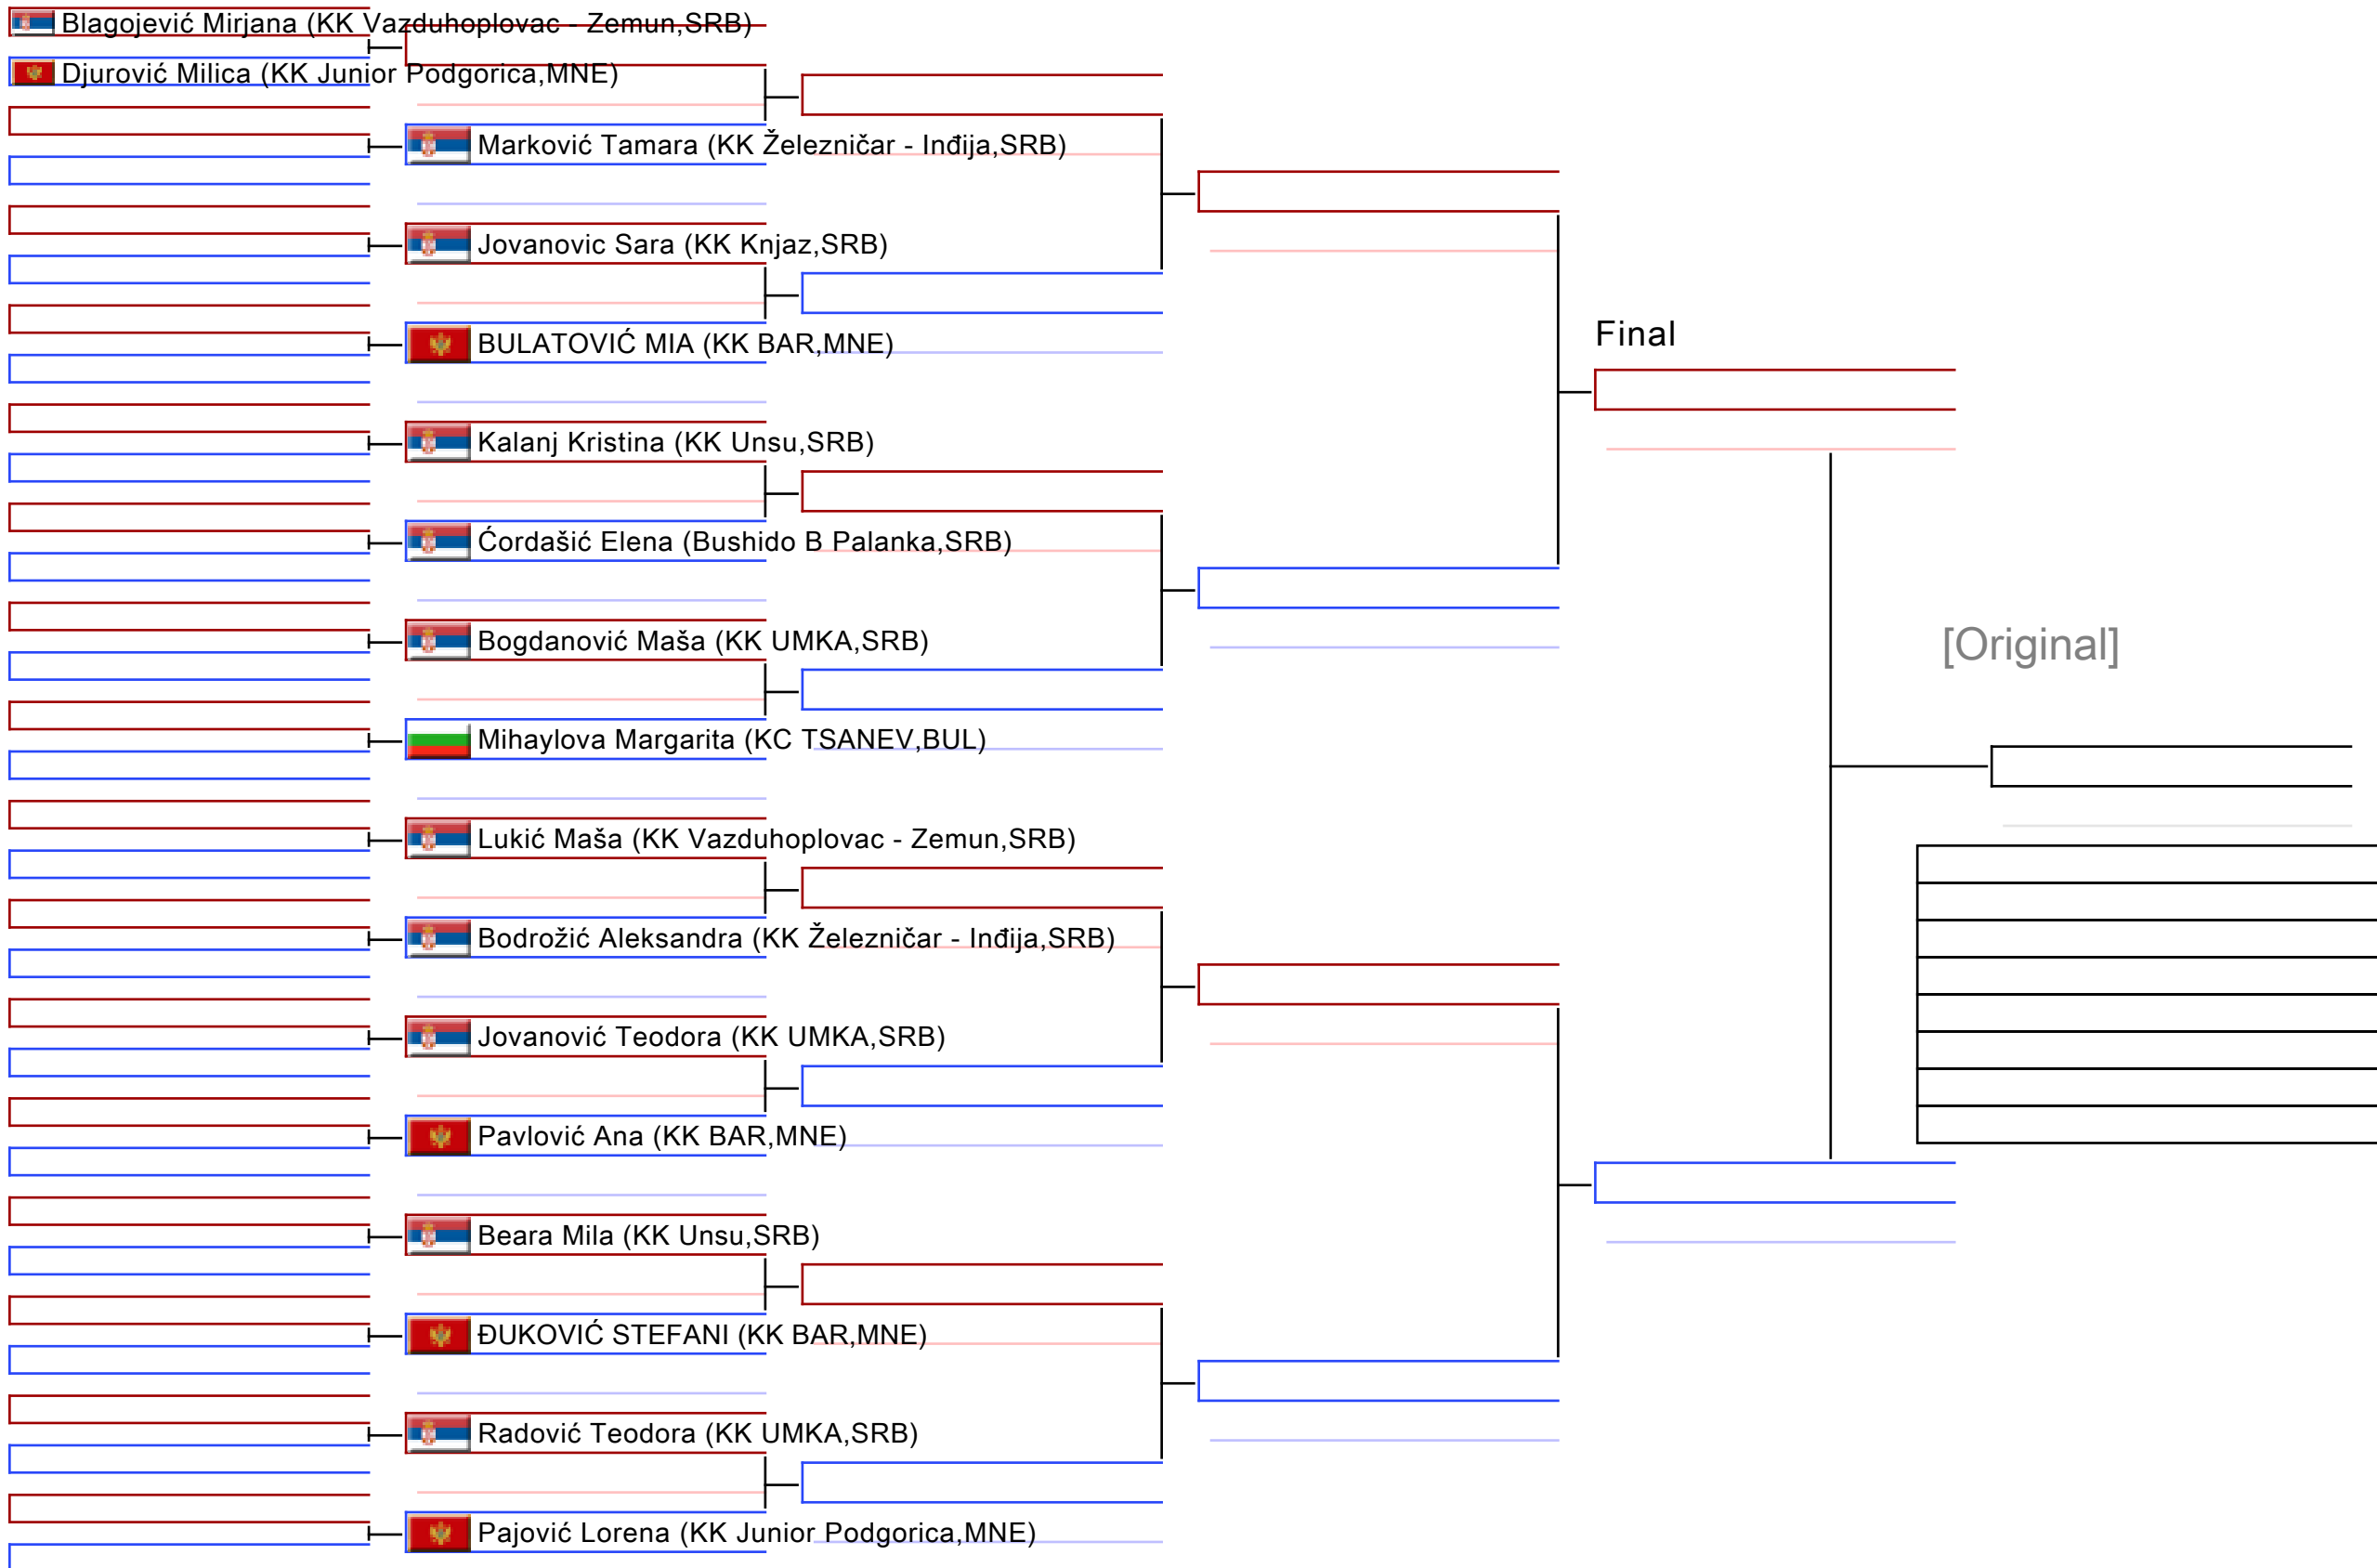 Blagojević Mirjana (KK Vazduhoplovac - Zemun,SRB)
Djurović Milica (KK Junior Podgorica,MNE)
Marković Tamara (KK Železničar - Inđija,SRB)
Jovanovic Sara (KK Knjaz,SRB)
BULATOVIĆ MIA (KK BAR,MNE)
Final
Kalanj Kristina (KK Unsu,SRB)
Ćordašić Elena (Bushido B Palanka,SRB)
Bogdanović Maša (KK UMKA,SRB)
[Original]
Mihaylova Margarita (KC TSANEV,BUL)
Lukić Maša (KK Vazduhoplovac - Zemun,SRB)
Bodrožić Aleksandra (KK Železničar - Inđija,SRB)
Jovanović Teodora (KK UMKA,SRB)
Pavlović Ana (KK BAR,MNE)
Beara Mila (KK Unsu,SRB)
ĐUKOVIĆ STEFANI (KK BAR,MNE)
Radović Teodora (KK UMKA,SRB)
Pajović Lorena (KK Junior Podgorica,MNE)